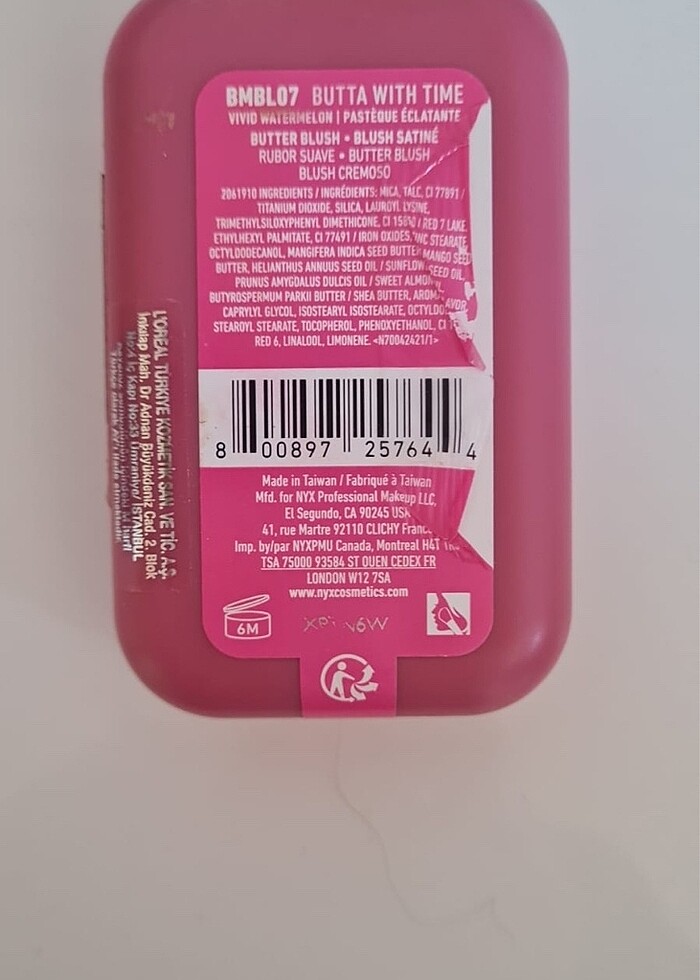 BMBL07 BUTTA WITH TIME
VIVID WATERMELON | PASTÈQUE ÉCLATANTE
BUTTER BLUSH • BLUSH SATINÉ
RUBOR SUAVE • BUTTER BLUSH
BLUSH CREMOSO
2061910 INGREDIENTS / INGRÉDIENTS: MICA, TALC, CI 77891 /
TITANIUM DIOXIDE, SILICA, LAUROYL LYSINE,
TRIMETHYLSILOXYPHENYL DIMETHICONE, CI / RED 7 LAKE,
ETHYLHEXYL PALMITATE, CI 77491 / IRON OXIDES, STEARATE,
OCTYLDODECANOL, MANGIFERA INDICA SEED BUTTER MANGO SEED
BUTTER, HELIANTHUS ANNUUS SEED OIL / SUNFLOWER SEED OIL,
PRUNUS AMYGDALUS DULCIS OIL / SWEET
BUTYROSPERMUM PARKII BUTTER / SHEA BUTTER,
CAPRYLYL GLYCOL, ISOSTEARYL ISOSTEARATE,
STEAROYL STEARATE, TOCOPHEROL, PHENOXYETHANOL, CI
RED 6, LINALOOL, LIMONENE. <N70042421/1>
8 00897 25764 4
Made in Taiwan / Fabriqué à Taiwan
Mfd. for NYX Professional Makeup LLC,
El Segundo, CA 90245 USA
41, rue Martre 92110 CLICHY
Imp. by/par NYXPMU Canada, Montreal H4T
TSA 75000 93584 ST OUEN CEDEX FR
LONDON W12 7SA
www.nyxcosmetics.com
6M
L'ORÉAL TÜRKİYE KOZMETİK SAN. VE TİC. A.Ş.
İnkılap Mah. Dr Adnan Büyükdeniz Cad. 2. Blok
No:4 İç Kapı No:33 Ümraniye/ İSTANBUL